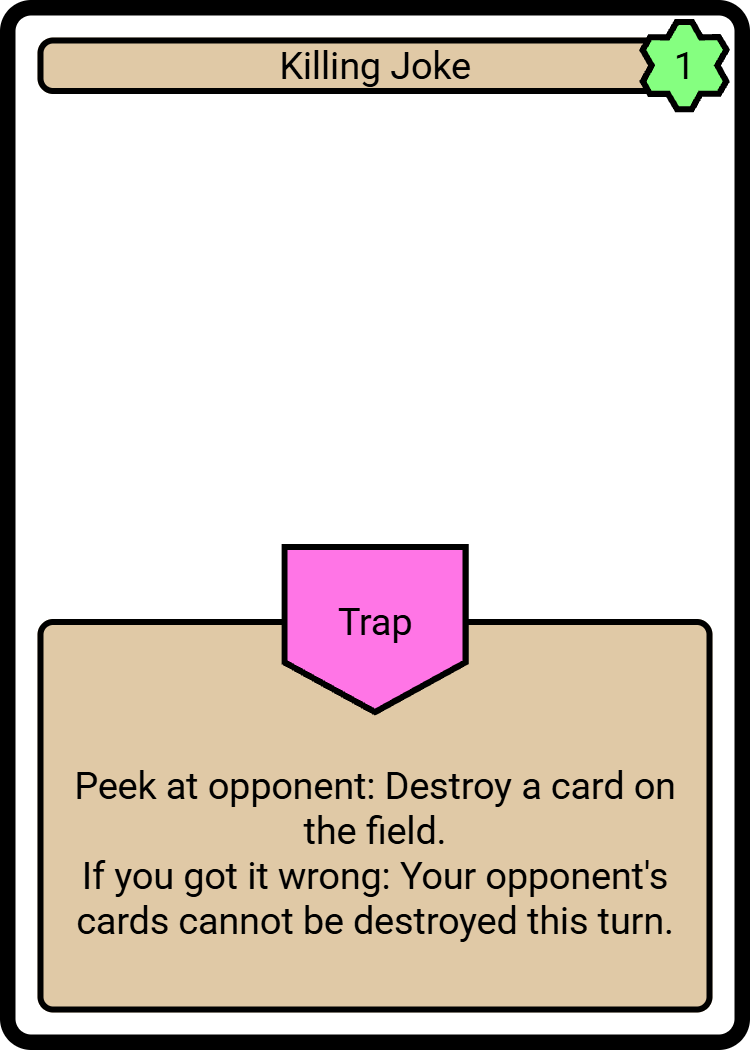 Killing Joke
1
Trap
Peek at opponent: Destroy a card on
the field.
If you got it wrong: Your opponent's
cards cannot be destroyed this turn.